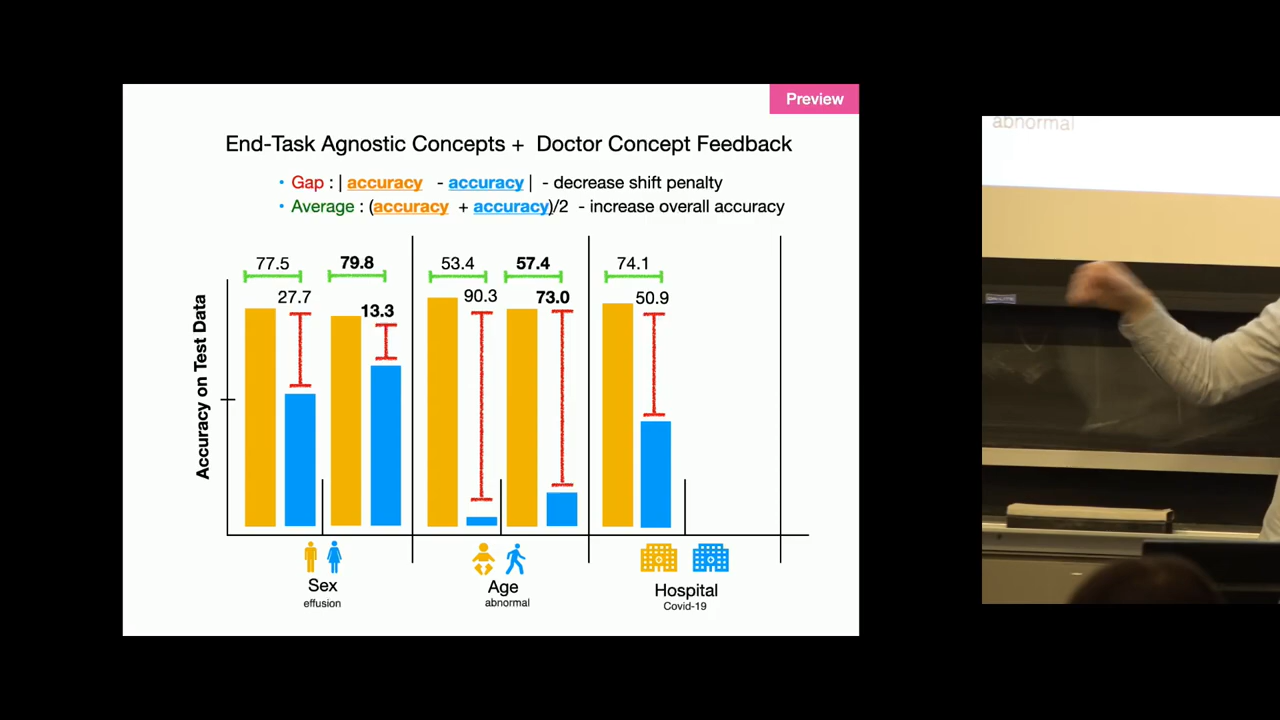 Preview
End-Task Agnostic Concepts + Doctor Concept Feedback
• Gap : | accuracy - accuracy | - decrease shift penalty
• Average : (accuracy + accuracy)/2 - increase overall accuracy
77.5 79.8 53.4 57.4 74.1
27.7 13.3 90.3 73.0 50.9
Accuracy on Test Data
Sex Age Hospital
effusion abnormal Covid-19
abnormal